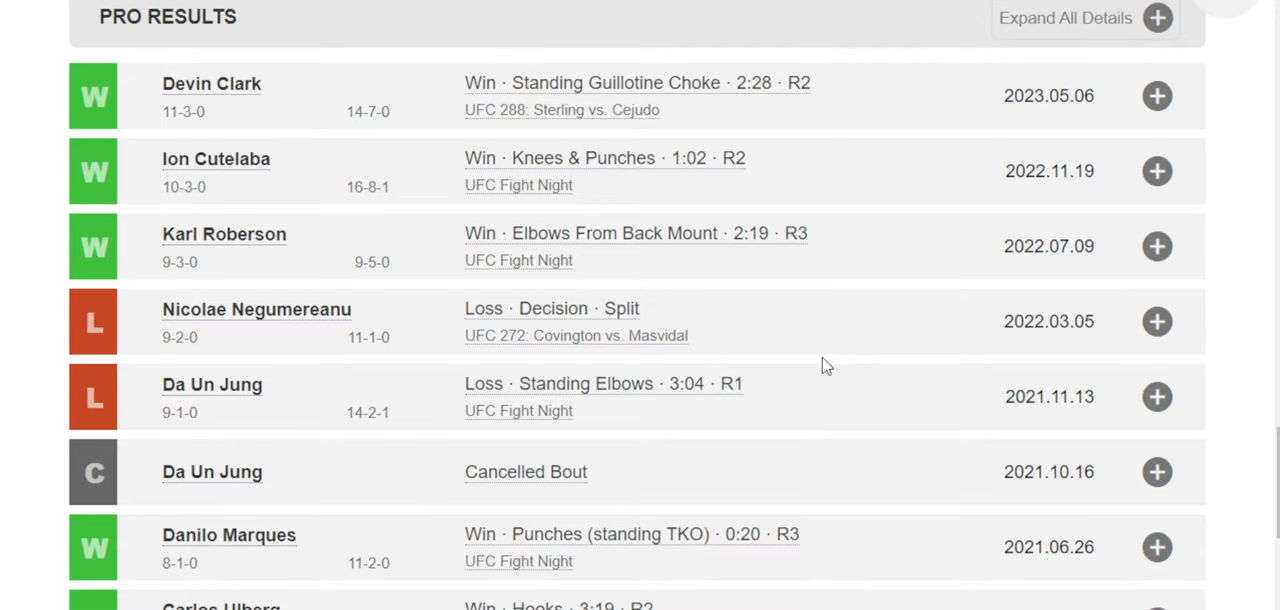 PRO RESULTS
Expand All Details
W
Devin Clark
Win · Standing Guillotine Choke · 2:28 · R2
11-3-0 14-7-0
UFC 288: Sterling vs. Cejudo
2023.05.06
W
Ion Cutelaba
Win · Knees & Punches · 1:02 · R2
10-3-0 16-8-1
UFC Fight Night
2022.11.19
W
Karl Roberson
Win · Elbows From Back Mount · 2:19 · R3
9-3-0 9-5-0
UFC Fight Night
2022.07.09
L
Nicolae Negumereanu
Loss · Decision · Split
9-2-0 11-1-0
UFC 272: Covington vs. Masvidal
2022.03.05
L
Da Un Jung
Loss · Standing Elbows · 3:04 · R1
9-1-0 14-2-1
UFC Fight Night
2021.11.13
C
Da Un Jung
Cancelled Bout
2021.10.16
W
Danilo Marques
Win · Punches (standing TKO) · 0:20 · R3
8-1-0 11-2-0
UFC Fight Night
2021.06.26
Carlos Ulberg
Win · Hooks · 3:19 · R2